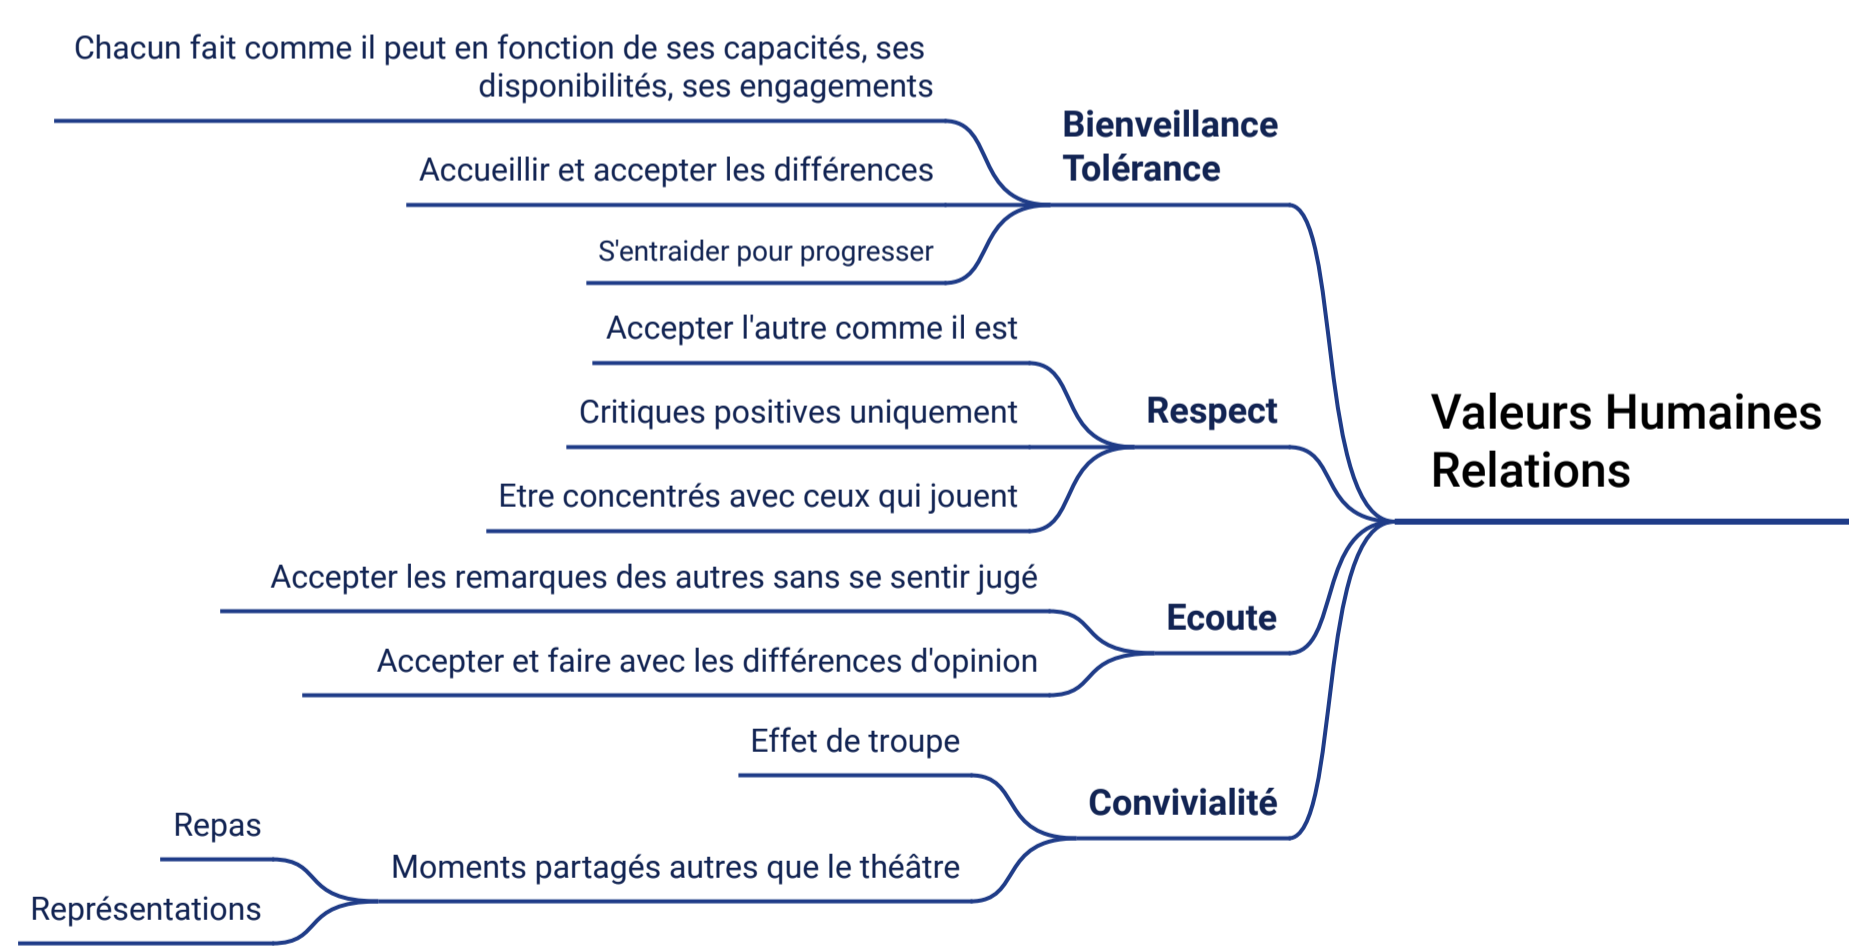 Chacun fait comme il peut en fonction de ses capacités, ses
disponibilités, ses engagements
Accueillir et accepter les différences
S'entraider pour progresser
Bienveillance
Tolérance
Accepter l'autre comme il est
Critiques positives uniquement
Etre concentrés avec ceux qui jouent
Respect
Valeurs Humaines
Relations
Accepter les remarques des autres sans se sentir jugé
Accepter et faire avec les différences d'opinion
Ecoute
Effet de troupe
Convivialité
Repas
Moments partagés autres que le théâtre
Représentations